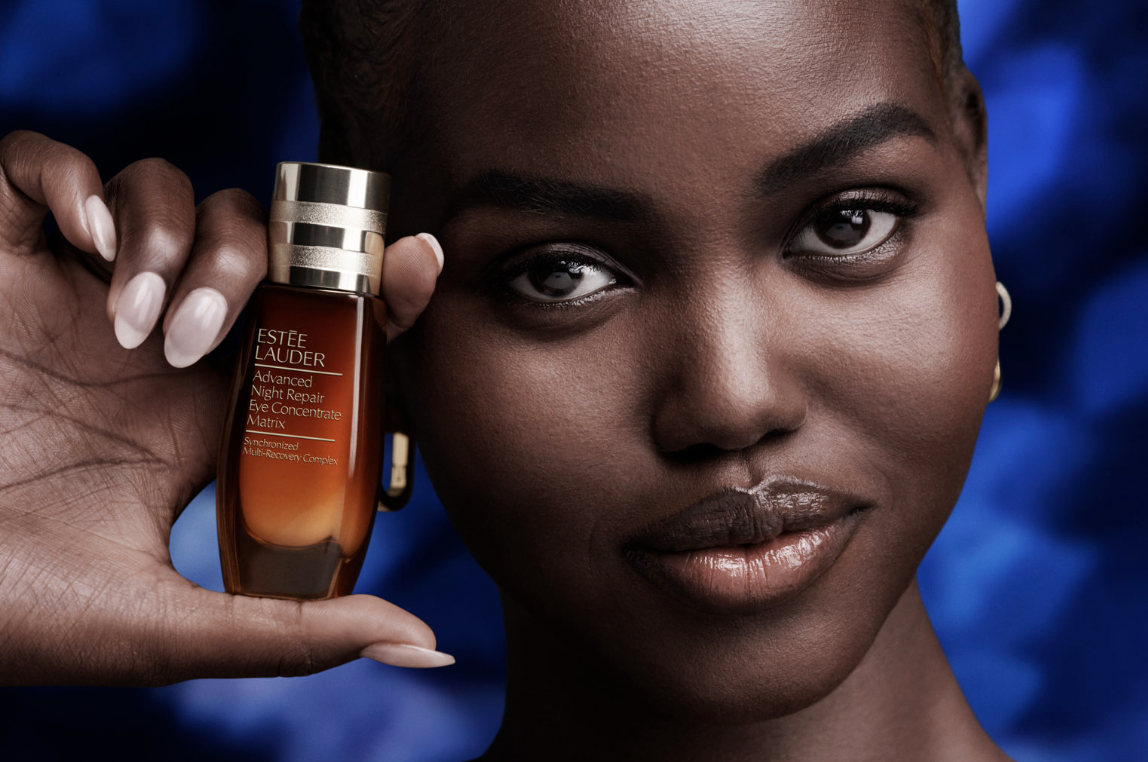 ESTĒE
LAUDER
Advanced
Night Repair
Eye Concentrate
Matrix
Synchronized
Multi-Recovery Complex